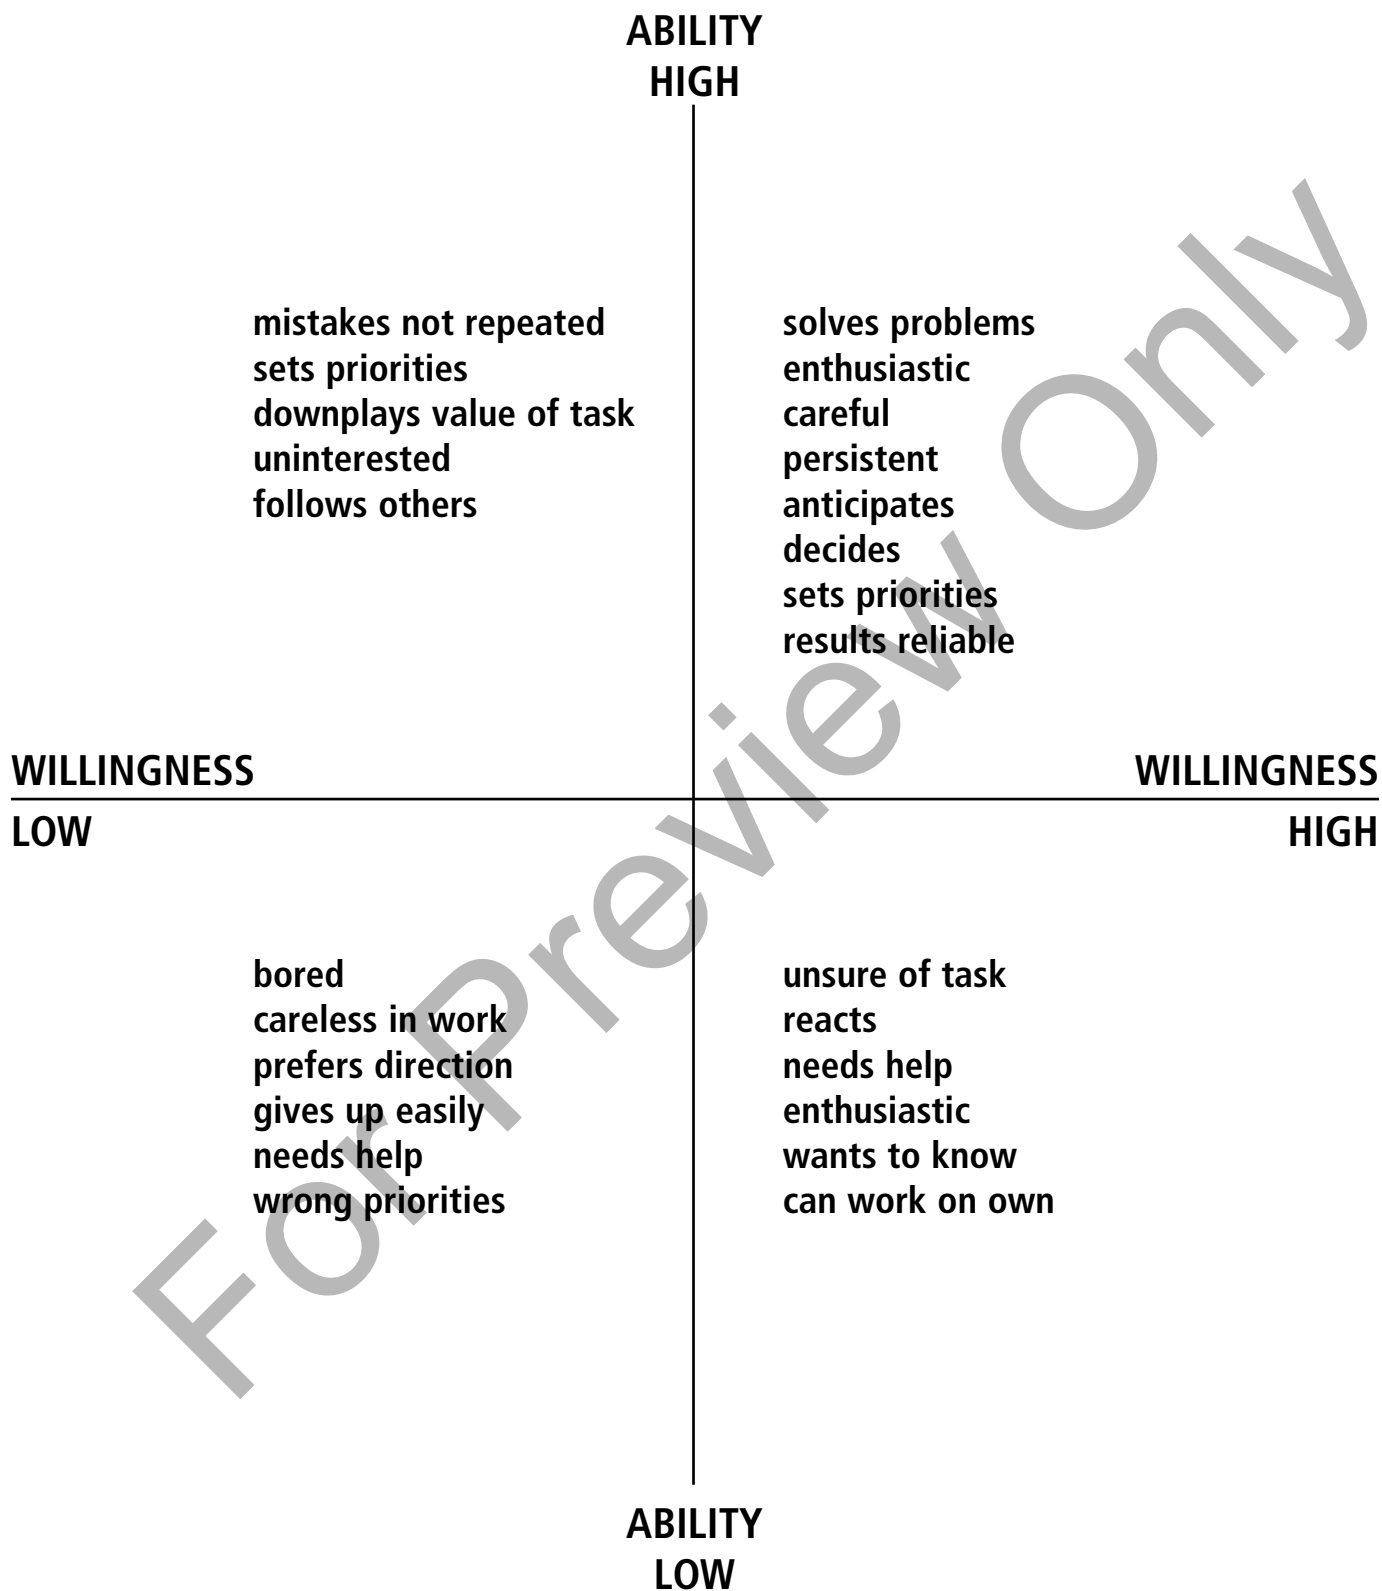 ABILITY
HIGH
mistakes not repeated
sets priorities
downplays value of task
uninterested
follows others
solves problems
enthusiastic
careful
persistent
anticipates
decides
sets priorities
results reliable
WILLINGNESS
LOW
WILLINGNESS
HIGH
bored
careless in work
prefers direction
gives up easily
needs help
wrong priorities
unsure of task
reacts
needs help
enthusiastic
wants to know
can work on own
ABILITY
LOW
For Preview Only